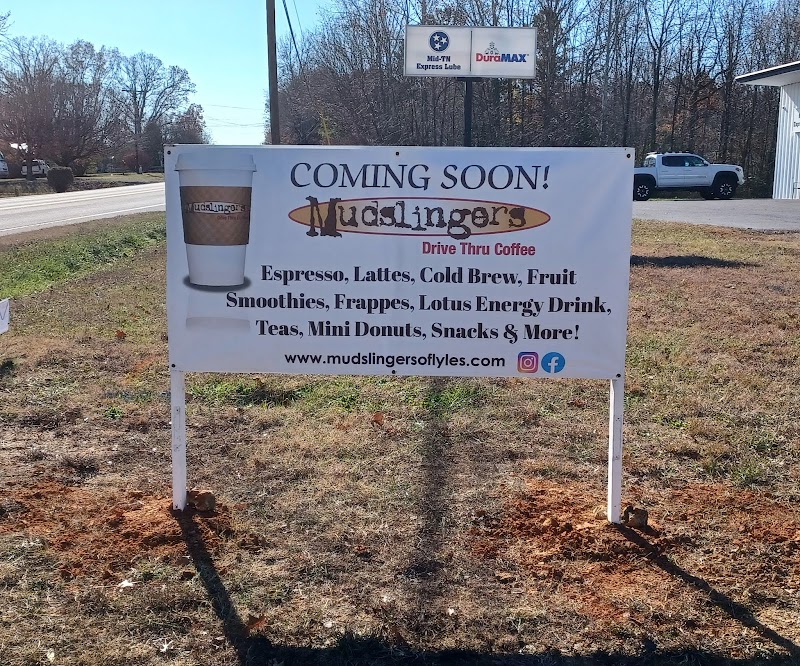 Mid-TN
Express Lube
DuraMAX
COMING SOON!
Mudslingers
Drive Thru Coffee
Mudslingers
Espresso, Lattes, Cold Brew, Fruit
Smoothies, Frappes, Lotus Energy Drink,
Teas, Mini Donuts, Snacks & More!
www.mudslingersoflyles.com